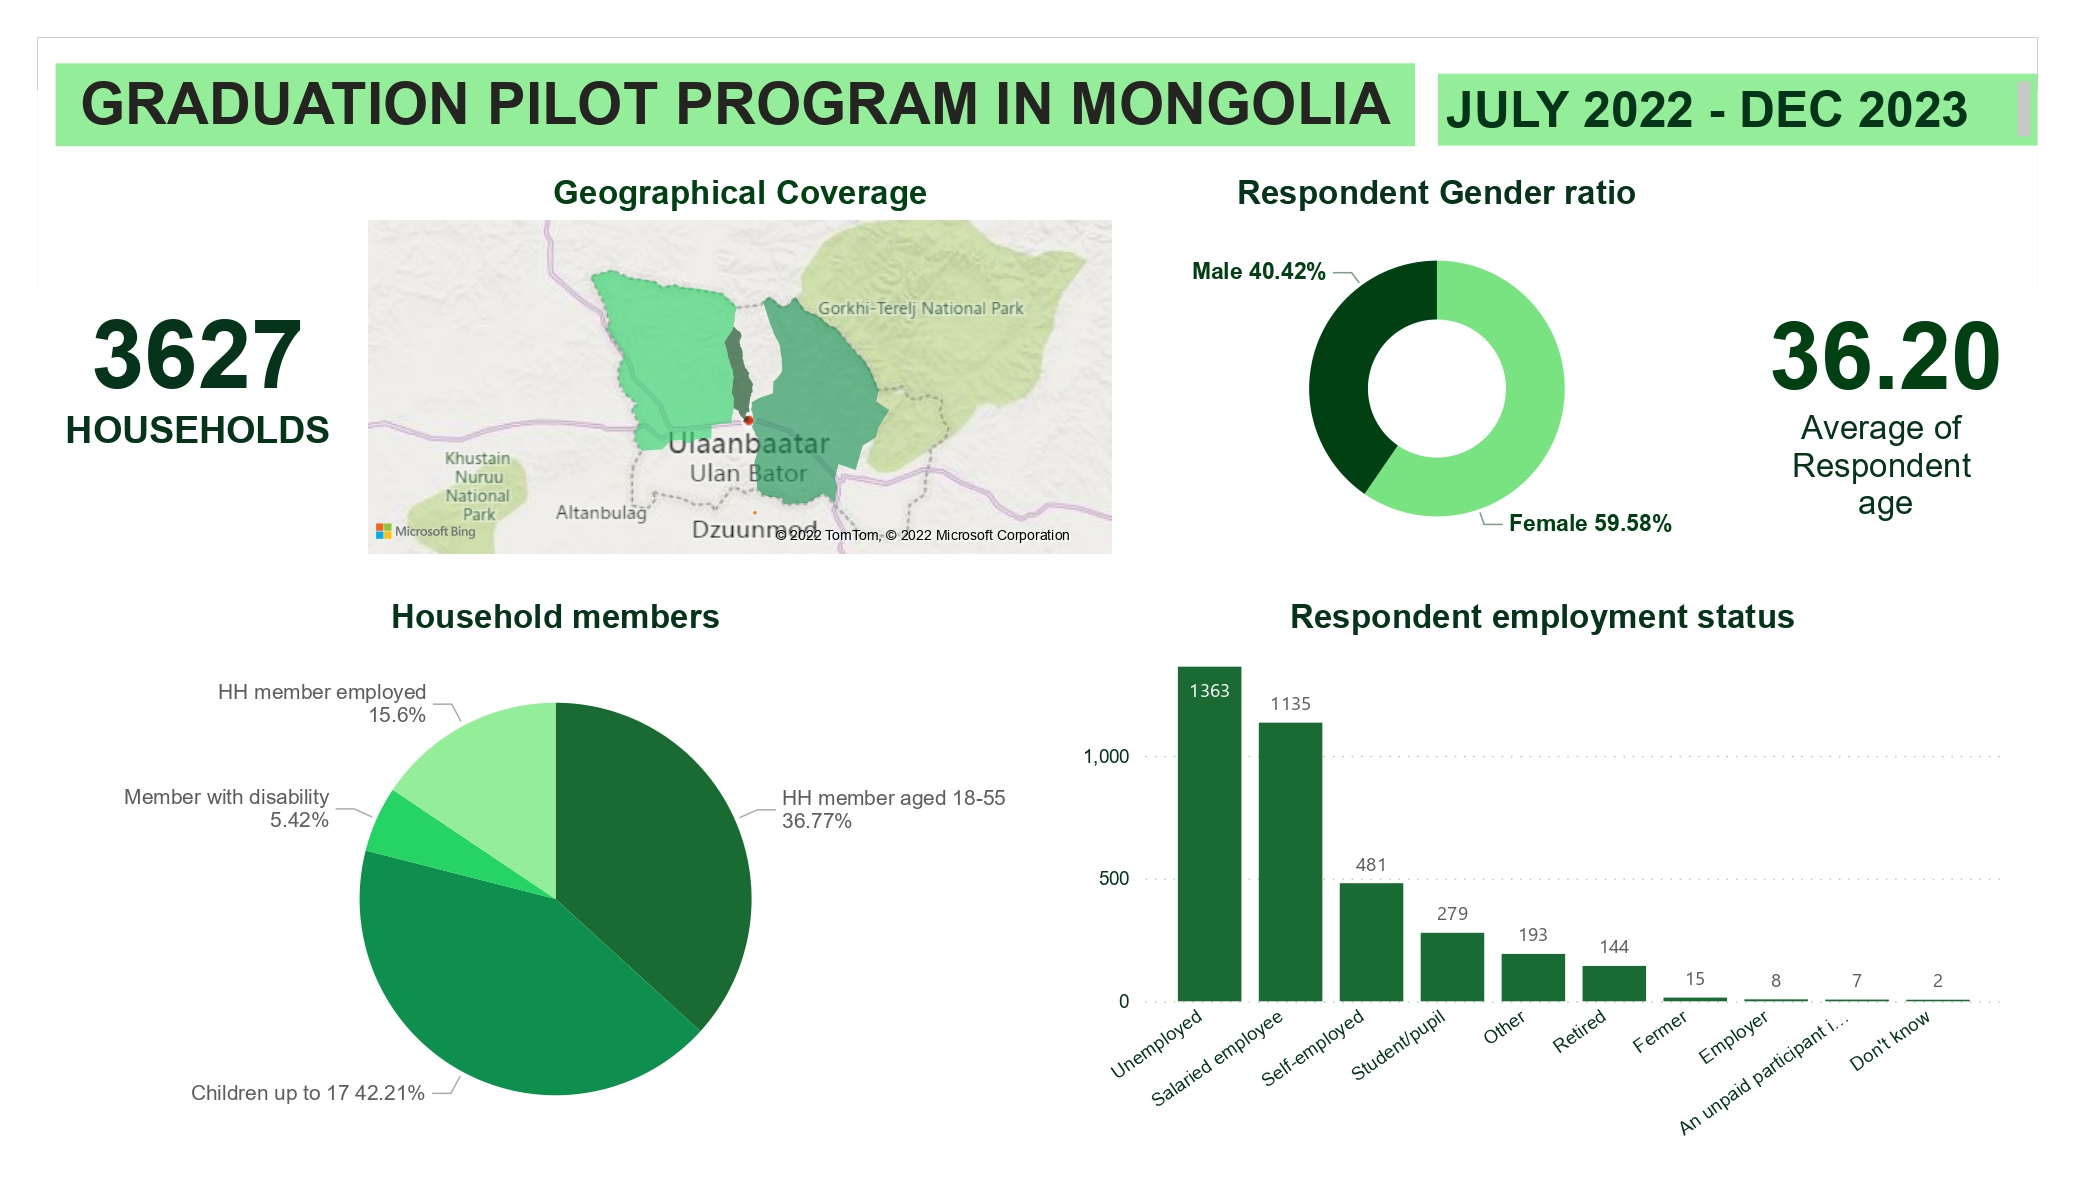 GRADUATION PILOT PROGRAM IN MONGOLIA
JULY 2022 - DEC 2023
3627
HOUSEHOLDS
Geographical Coverage
Gorkhi-Terelj National Park
Ulaanbaatar
Ulan Bator
Khustain
Nuruu
National
Park
Altanbulag
Dzuunmod
Microsoft Bing
© 2022 TomTom, © 2022 Microsoft Corporation
Respondent Gender ratio
Male 40.42%
Female 59.58%
36.20
Average of
Respondent
age
Household members
HH member employed
15.6%
Member with disability
5.42%
HH member aged 18-55
36.77%
Children up to 17 42.21%
Respondent employment status
1,000
500
0
1363
1135
481
279
193
144
15
8
7
2
Unemployed
Salaried employee
Self-employed
Student/pupil
Other
Retired
Fermer
Employer
An unpaid participant i...
Don't know